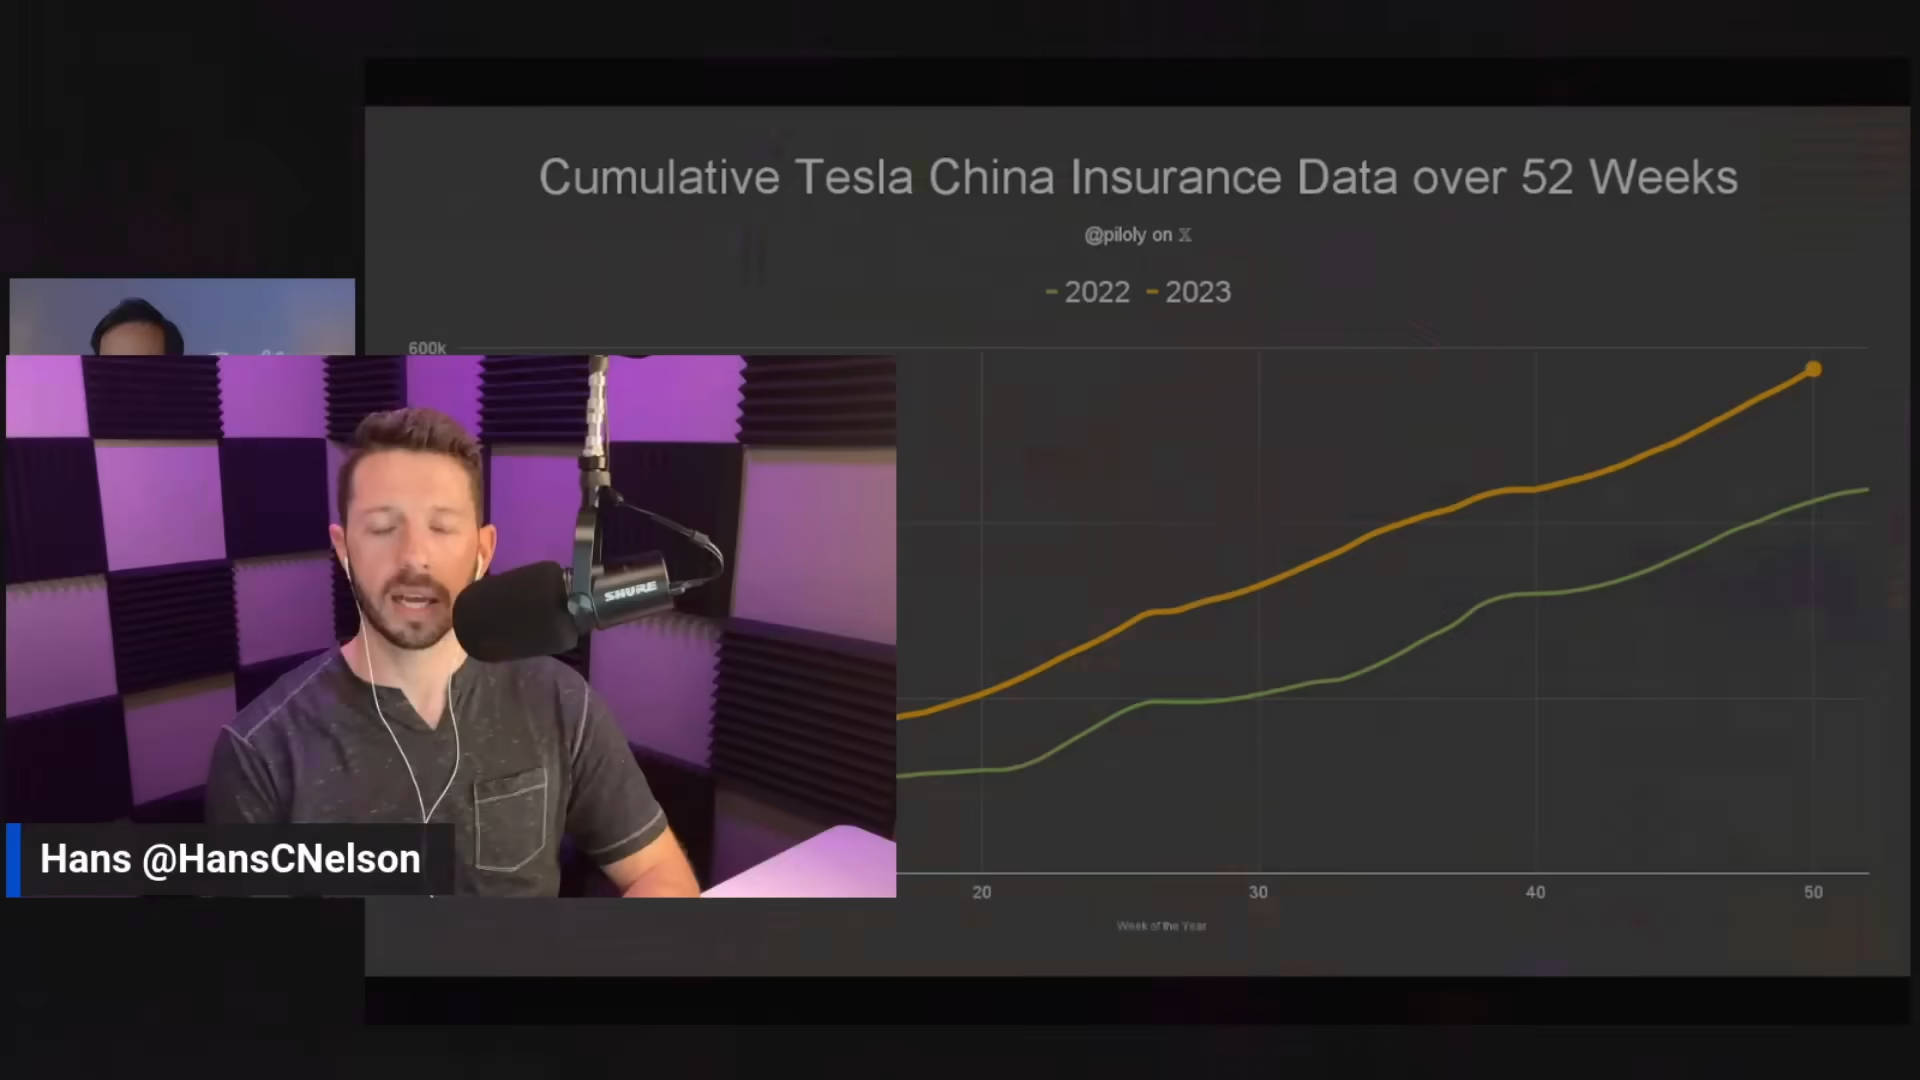 Cumulative Tesla China Insurance Data over 52 Weeks
@piloly on 𝕏
2022 2023
600k
SHURE
Hans @HansCNelson
20 30 40 50
Week of the Year